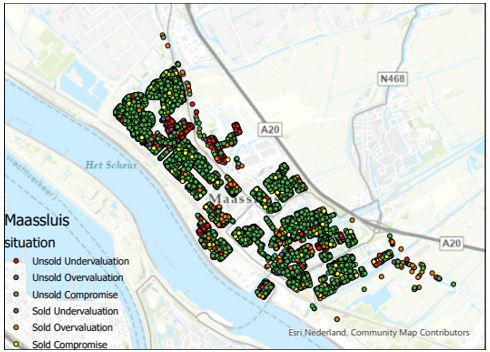 N468
A20
Het Scheur
Maassluis
A20
Maassluis
situation
Unsold Undervaluation
Unsold Overvaluation
Unsold Compromise
Sold Undervaluation
Sold Overvaluation
Sold Compromise
Esri Nederland, Community Map Contributors